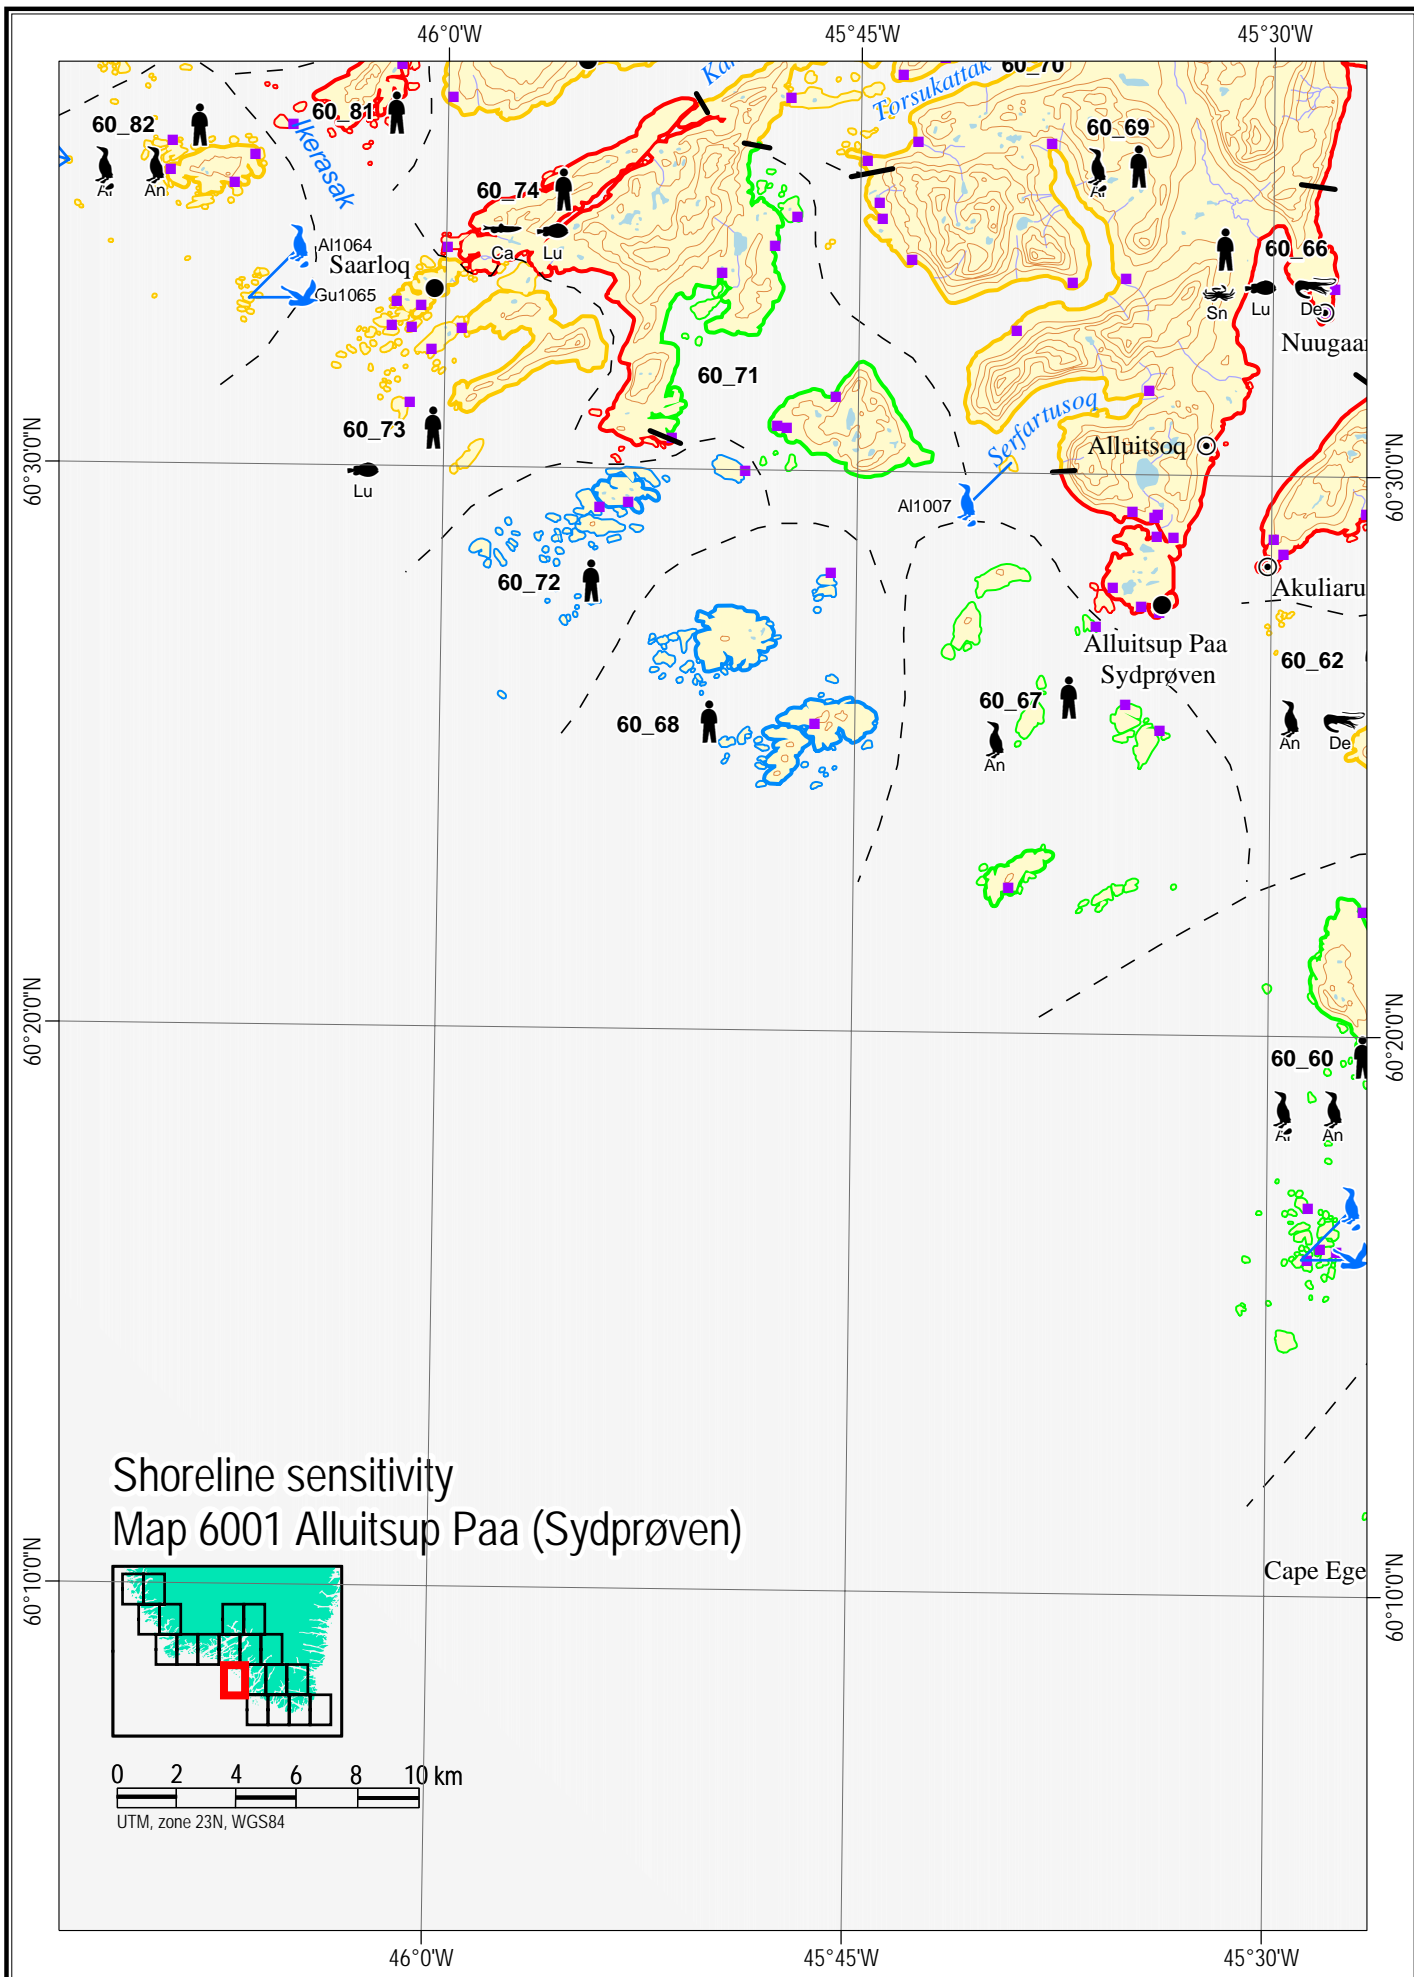 46°0'W 45°45'W 45°30'W
60_70
Torsukattak
60_81
60_82
60_69
Ikerasak
An
60_74
Al1064
Saarloq
Ca Lu
60_66
Gu1065
Sn Lu De
Nuugaar
60_71
60_73
Serfartusoq
Alluitsoq
60°30'0"N
60°30'0"N
Lu
Al1007
60_72
Akuliaru
Alluitsup Paa
Sydprøven
60_62
60_67
60_68
An
An De
60°20'0"N
60°20'0"N
60_60
An
Shoreline sensitivity
Map 6001 Alluitsup Paa (Sydprøven)
Cape Ege
60°10'0"N
60°10'0"N
0 2 4 6 8 10 km
UTM, zone 23N, WGS84
46°0'W 45°45'W 45°30'W